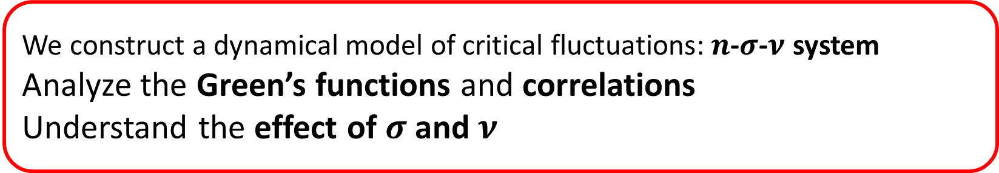 We construct a dynamical model of critical fluctuations: n-σ-ν system
Analyze the Green’s functions and correlations
Understand the effect of σ and ν